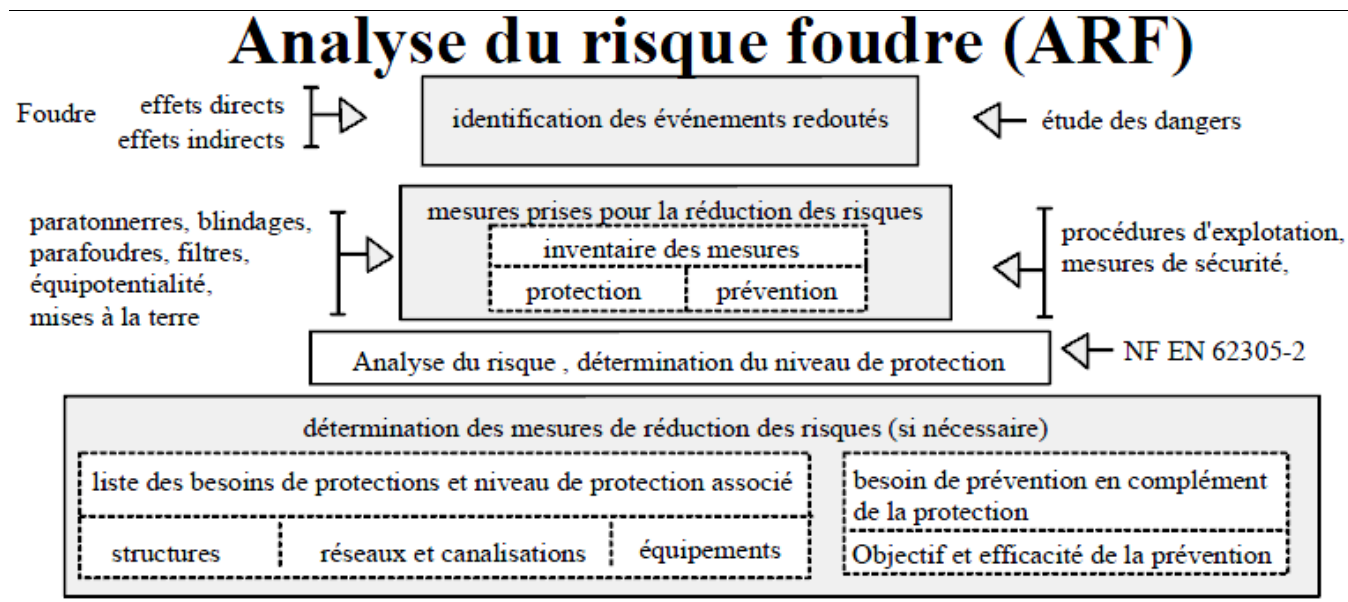 Analyse du risque foudre (ARF)
Foudre
effets directs
effets indirects
identification des événements redoutés
étude des dangers
paratonnerres, blindages,
parafoudres, filtres,
équipotentialité,
mises à la terre
mesures prises pour la réduction des risques
inventaire des mesures
protection
prévention
procédures d'explotation,
mesures de sécurité,
Analyse du risque , détermination du niveau de protection
NF EN 62305-2
détermination des mesures de réduction des risques (si nécessaire)
liste des besoins de protections et niveau de protection associé
structures
réseaux et canalisations
équipements
besoin de prévention en complément
de la protection
Objectif et efficacité de la prévention